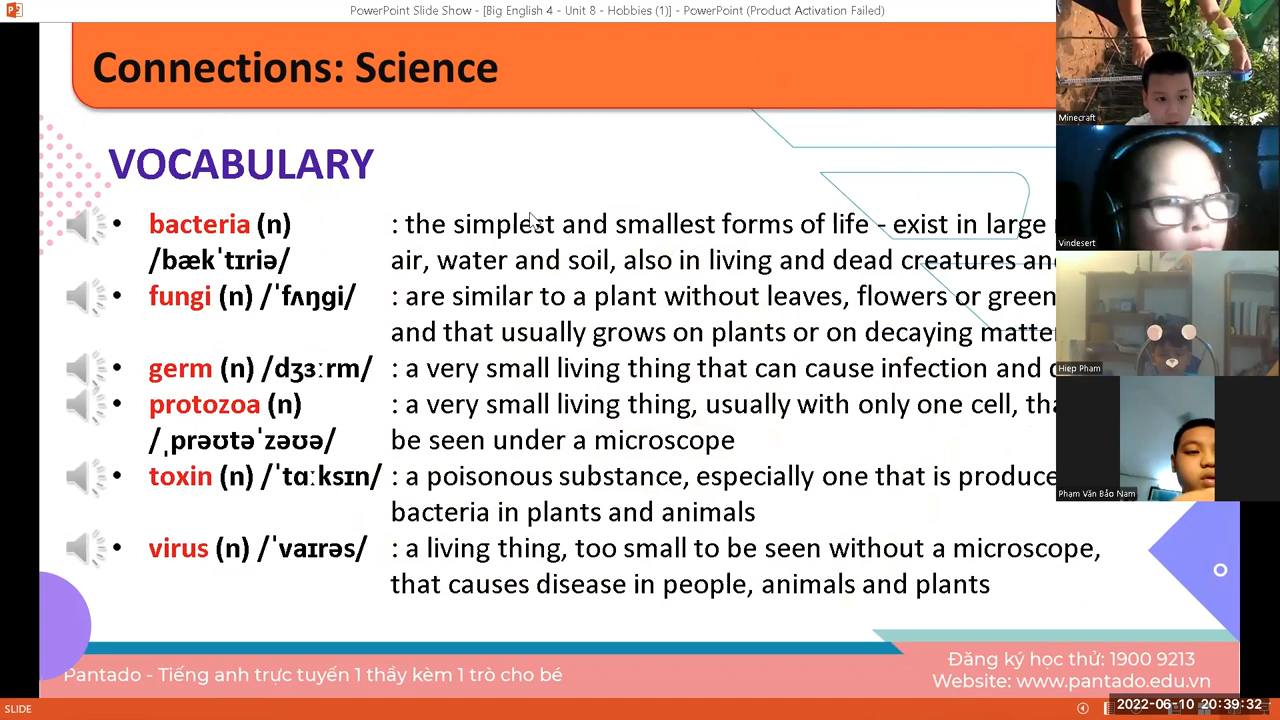 PowerPoint Slide Show - [Big English 4 - Unit 8 - Hobbies (1)] - PowerPoint (Product Activation Failed)
Connections: Science
VOCABULARY
• bacteria (n) : the simplest and smallest forms of life - exist in large
/bækˈtɪriə/ air, water and soil, also in living and dead creatures
• fungi (n) /ˈfʌŋgi/ : are similar to a plant without leaves, flowers or green
and that usually grows on plants or on decaying matter
• germ (n) /dʒɜːrm/ : a very small living thing that can cause infection and
• protozoa (n) : a very small living thing, usually with only one cell,
/ˌprəʊtəˈzəʊə/ be seen under a microscope
• toxin (n) /ˈtɑːksɪn/ : a poisonous substance, especially one that is produce
bacteria in plants and animals
• virus (n) /ˈvaɪrəs/ : a living thing, too small to be seen without a microscope,
that causes disease in people, animals and plants
Minecraft
Vindesert
Hiep Pham
Phạm Văn Bảo Nam
Pantado - Tiếng anh trực tuyến 1 thầy kèm 1 trò cho bé
Đăng ký học thử: 1900 9213
Website: www.pantado.edu.vn
SLIDE
2022-06-10 20:39:32